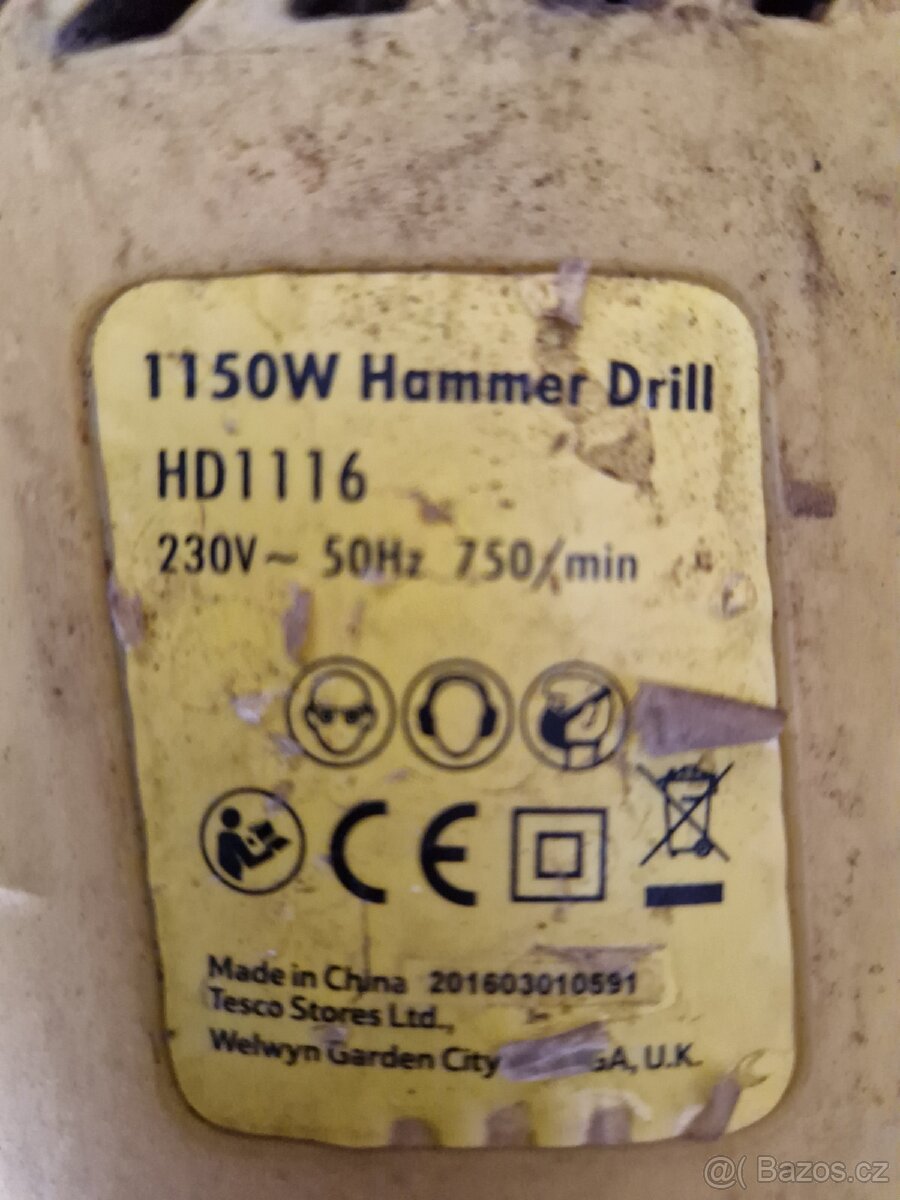 1150W Hammer Drill
HD1116
230V~ 50Hz 750/min
CE
Made in China 201603010591
Tesco Stores Ltd.,
Welwyn Garden City GA, U.K.
@( Bazos.cz